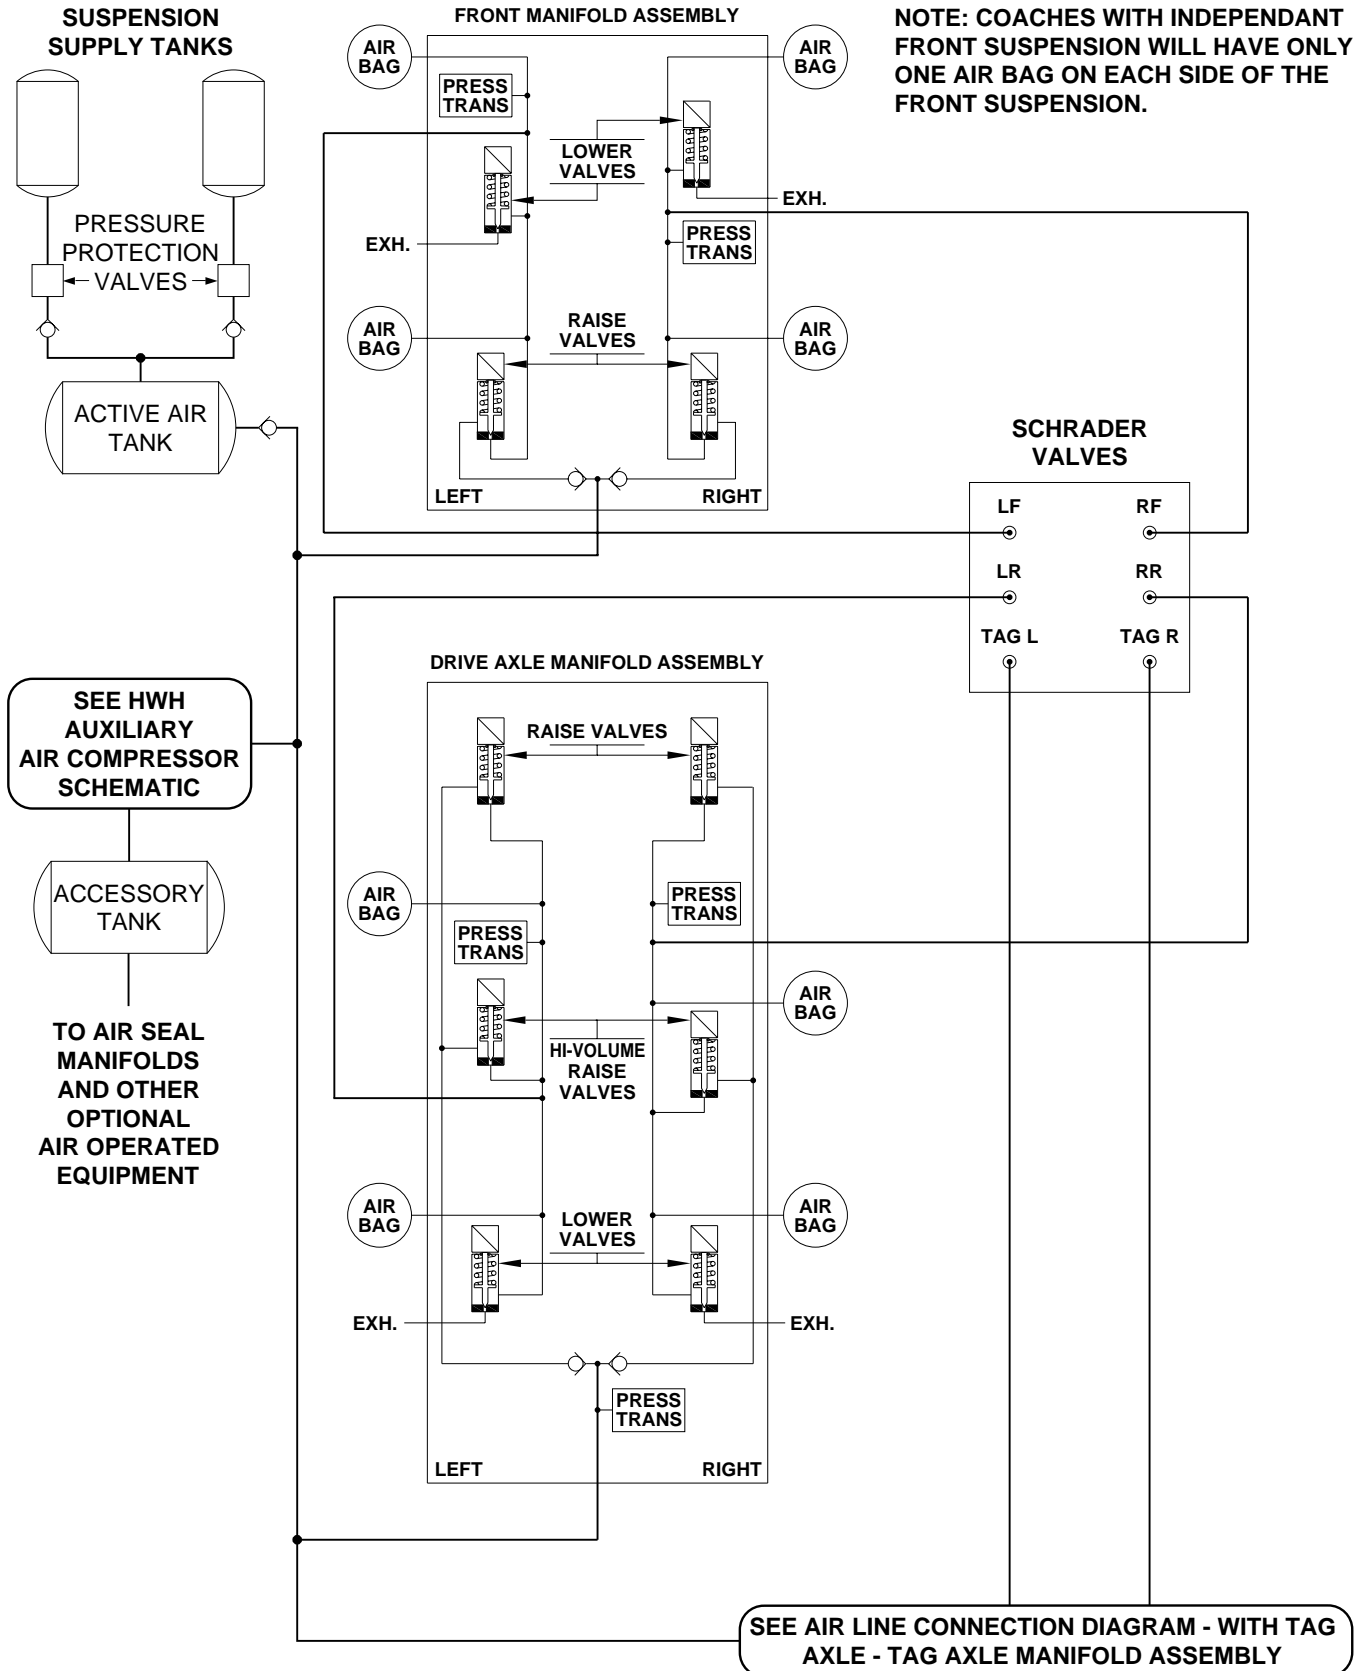 SUSPENSION
SUPPLY TANKS
PRESSURE
PROTECTION
VALVES
ACTIVE AIR
TANK
SEE HWH
AUXILIARY
AIR COMPRESSOR
SCHEMATIC
ACCESSORY
TANK
TO AIR SEAL
MANIFOLDS
AND OTHER
OPTIONAL
AIR OPERATED
EQUIPMENT
FRONT MANIFOLD ASSEMBLY
AIR
BAG
AIR
BAG
PRESS
TRANS
LOWER
VALVES
EXH.
EXH.
PRESS
TRANS
AIR
BAG
RAISE
VALVES
AIR
BAG
LEFT
RIGHT
NOTE: COACHES WITH INDEPENDANT
FRONT SUSPENSION WILL HAVE ONLY
ONE AIR BAG ON EACH SIDE OF THE
FRONT SUSPENSION.
SCHRADER
VALVES
LF
RF
LR
RR
TAG L
TAG R
DRIVE AXLE MANIFOLD ASSEMBLY
RAISE VALVES
AIR
BAG
PRESS
TRANS
PRESS
TRANS
AIR
BAG
HI-VOLUME
RAISE
VALVES
AIR
BAG
LOWER
VALVES
AIR
BAG
EXH.
EXH.
PRESS
TRANS
LEFT
RIGHT
SEE AIR LINE CONNECTION DIAGRAM - WITH TAG
AXLE - TAG AXLE MANIFOLD ASSEMBLY